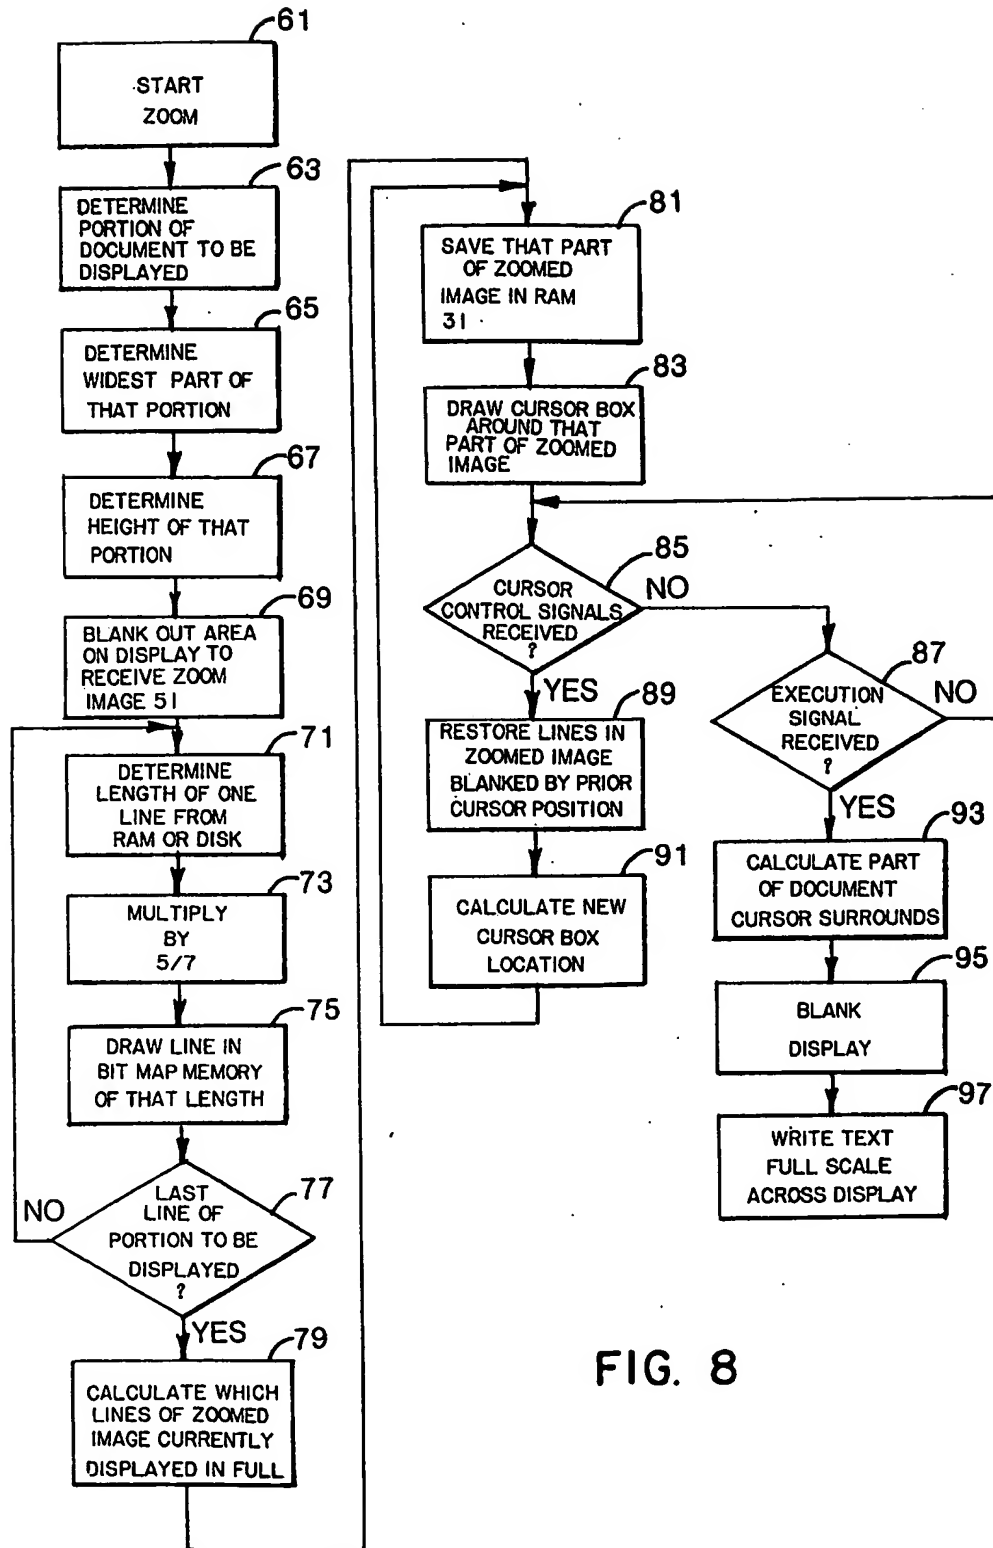 61
START
ZOOM
63
DETERMINE
PORTION OF
DOCUMENT TO BE
DISPLAYED
65
DETERMINE
WIDEST PART OF
THAT PORTION
67
DETERMINE
HEIGHT OF THAT
PORTION
69
BLANK OUT AREA
ON DISPLAY TO
RECEIVE ZOOM
IMAGE 51
71
DETERMINE
LENGTH OF ONE
LINE FROM
RAM OR DISK
73
MULTIPLY
BY
5/7
75
DRAW LINE IN
BIT MAP MEMORY
OF THAT LENGTH
77
LAST
LINE OF
PORTION TO BE
DISPLAYED
?
NO
YES
79
CALCULATE WHICH
LINES OF ZOOMED
IMAGE CURRENTLY
DISPLAYED IN FULL
81
SAVE THAT PART
OF ZOOMED
IMAGE IN RAM
31
83
DRAW CURSOR BOX
AROUND THAT
PART OF ZOOMED
IMAGE
85
CURSOR
CONTROL SIGNALS
RECEIVED
?
NO
YES
89
RESTORE LINES IN
ZOOMED IMAGE
BLANKED BY PRIOR
CURSOR POSITION
91
CALCULATE NEW
CURSOR BOX
LOCATION
87
EXECUTION
SIGNAL
RECEIVED
?
NO
YES
93
CALCULATE PART
OF DOCUMENT
CURSOR SURROUNDS
95
BLANK
DISPLAY
97
WRITE TEXT
FULL SCALE
ACROSS DISPLAY
FIG. 8